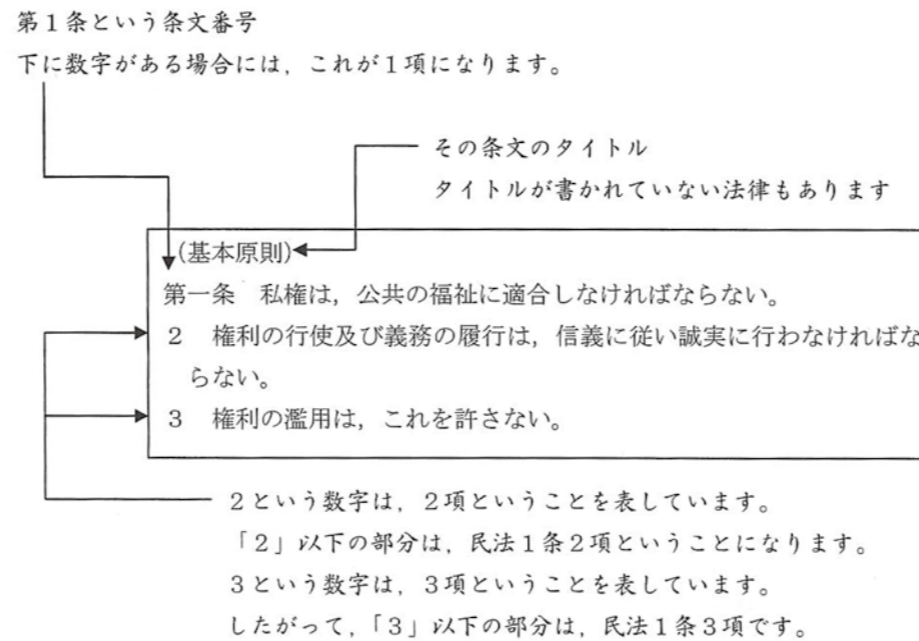 第１条という条文番号
下に数字がある場合には，これが１項になります。
その条文のタイトル
タイトルが書かれていない法律もあります
（基本原則）
第一条　私権は，公共の福祉に適合しなければならない。
２　権利の行使及び義務の履行は，信義に従い誠実に行わなければな
らない。
３　権利の濫用は，これを許さない。
２という数字は，２項ということを表しています。
「２」以下の部分は，民法１条２項ということになります。
３という数字は，３項ということを表しています。
したがって，「３」以下の部分は，民法１条３項です。